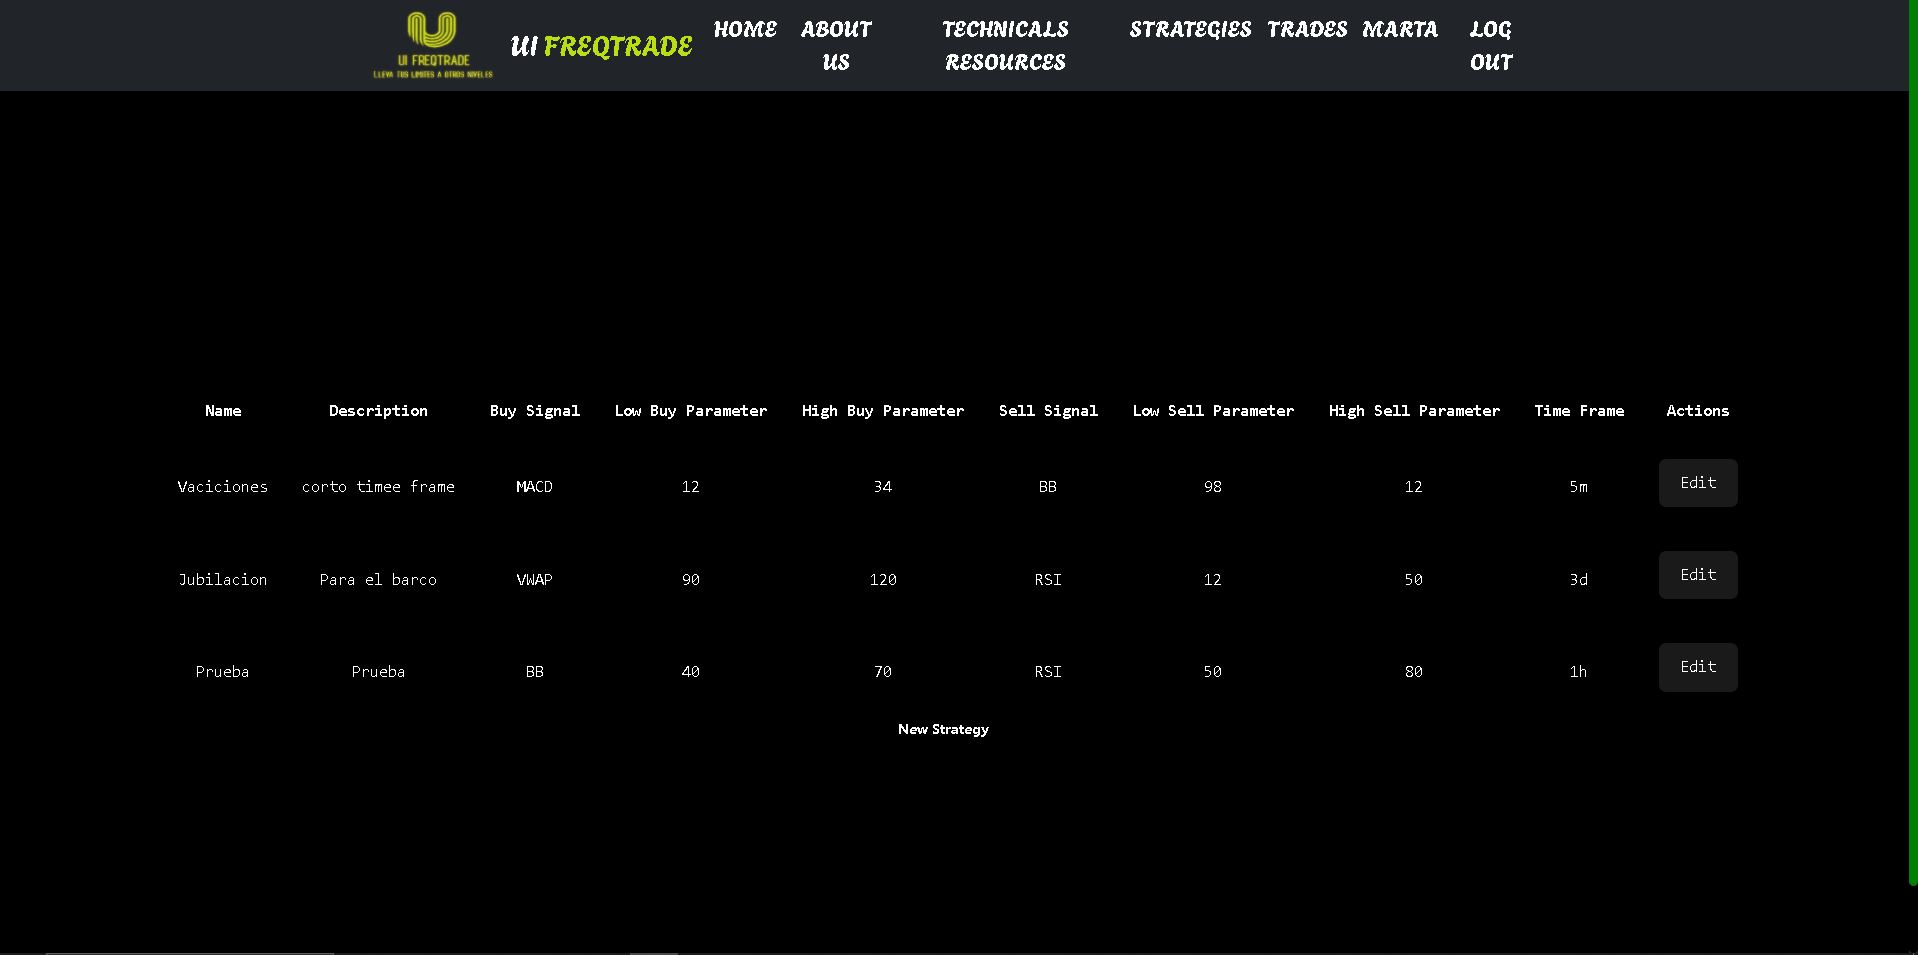 UI FREQTRADE
LLEVA TUS LIMITES A OTROS NIVELES
UI FREQTRADE
HOME
ABOUT
US
TECHNICALS
RESOURCES
STRATEGIES
TRADES
MARTA
LOG
OUT
Name Description Buy Signal Low Buy Parameter High Buy Parameter Sell Signal Low Sell Parameter High Sell Parameter Time Frame Actions
Vaciciones corto timee frame MACD 12 34 BB 98 12 5m Edit
Jubilacion Para el barco VWAP 90 120 RSI 12 50 3d Edit
Prueba Prueba BB 40 70 RSI 50 80 1h Edit
New Strategy